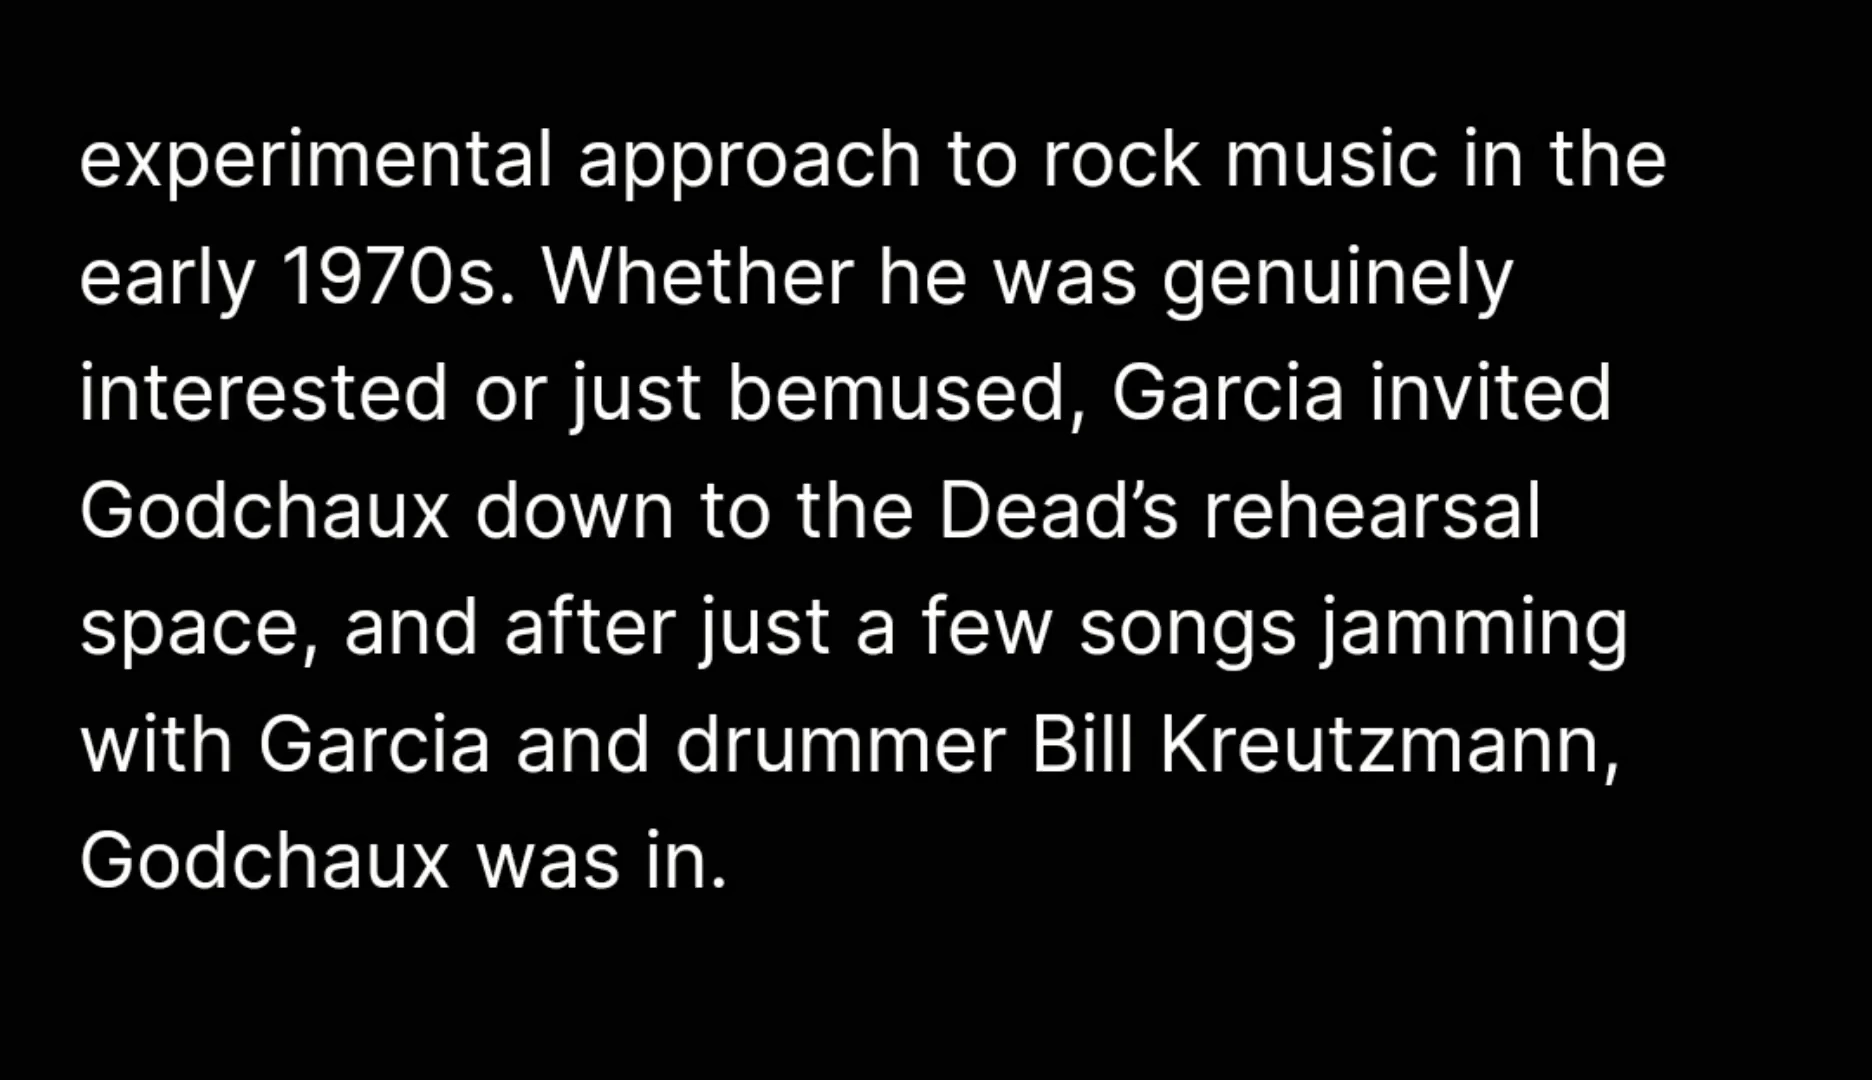 experimental approach to rock music in the
early 1970s. Whether he was genuinely
interested or just bemused, Garcia invited
Godchaux down to the Dead’s rehearsal
space, and after just a few songs jamming
with Garcia and drummer Bill Kreutzmann,
Godchaux was in.